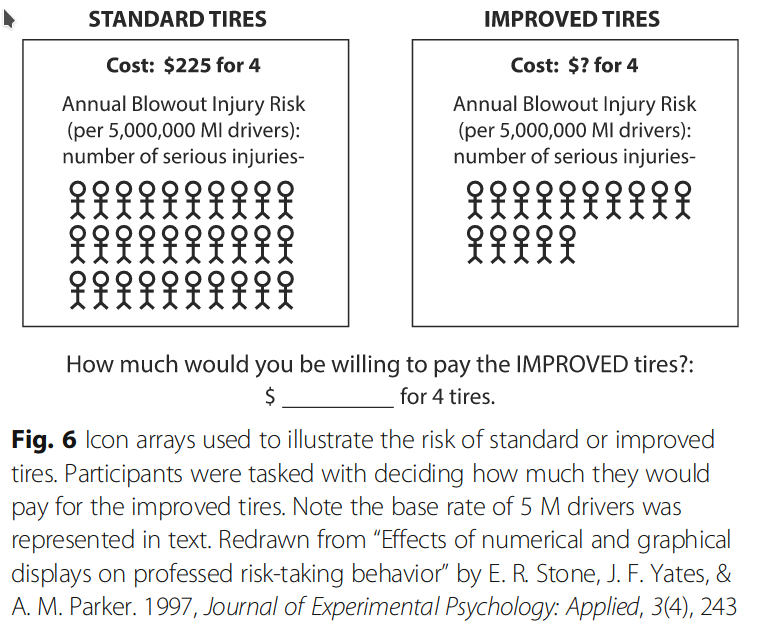 STANDARD TIRES
Cost: $225 for 4
Annual Blowout Injury Risk
(per 5,000,000 MI drivers):
number of serious injuries-
IMPROVED TIRES
Cost: $? for 4
Annual Blowout Injury Risk
(per 5,000,000 MI drivers):
number of serious injuries-
How much would you be willing to pay the IMPROVED tires?:
$ __________ for 4 tires.
Fig. 6 Icon arrays used to illustrate the risk of standard or improved
tires. Participants were tasked with deciding how much they would
pay for the improved tires. Note the base rate of 5 M drivers was
represented in text. Redrawn from “Effects of numerical and graphical
displays on professed risk-taking behavior” by E. R. Stone, J. F. Yates, &
A. M. Parker. 1997, Journal of Experimental Psychology: Applied, 3(4), 243